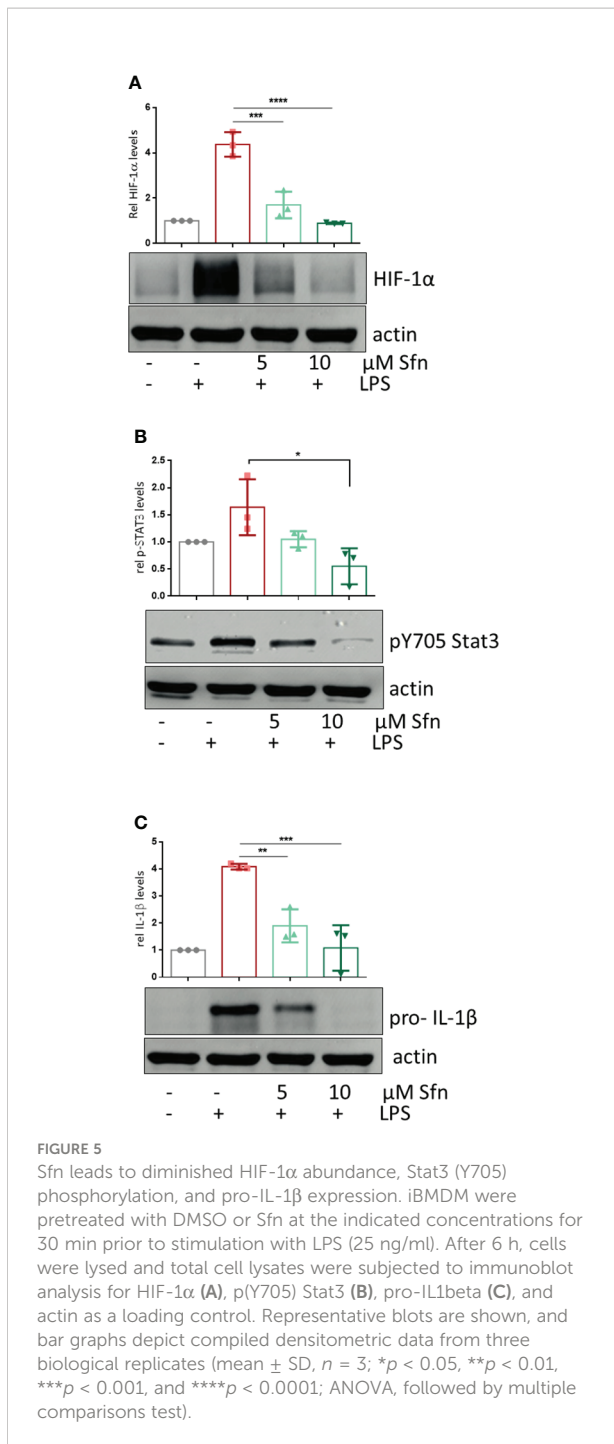 A
****
***
Rel HIF-1α levels
6
4
2
0
HIF-1α
actin
- - 5 10 μM Sfn
- + + + LPS
B
*
rel p-STAT3 levels
2.5
2.0
1.5
1.0
0.5
0.0
pY705 Stat3
actin
- - 5 10 μM Sfn
- + + + LPS
C
***
**
rel IL-1β levels
5
4
3
2
1
0
pro- IL-1β
actin
- - 5 10 μM Sfn
- + + + LPS
FIGURE 5
Sfn leads to diminished HIF-1α abundance, Stat3 (Y705)
phosphorylation, and pro-IL-1β expression. iBMDM were
pretreated with DMSO or Sfn at the indicated concentrations for
30 min prior to stimulation with LPS (25 ng/ml). After 6 h, cells
were lysed and total cell lysates were subjected to immunoblot
analysis for HIF-1α (A), p(Y705) Stat3 (B), pro-IL1beta (C), and
actin as a loading control. Representative blots are shown, and
bar graphs depict compiled densitometric data from three
biological replicates (mean ± SD, n = 3; *p < 0.05, **p < 0.01,
***p < 0.001, and ****p < 0.0001; ANOVA, followed by multiple
comparisons test).